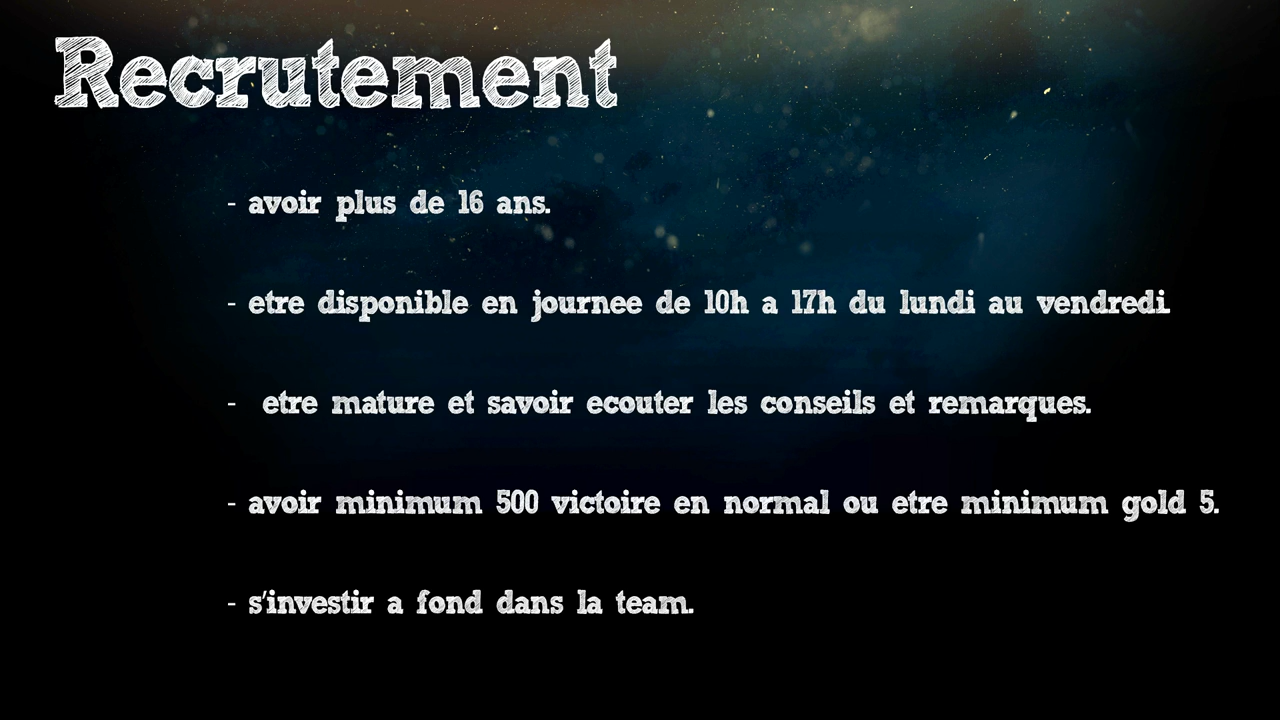 Recrutement
- avoir plus de 16 ans.
- etre disponible en journee de 10h a 17h du lundi au vendredi.
- etre mature et savoir ecouter les conseils et remarques.
- avoir minimum 500 victoire en normal ou etre minimum gold 5.
- s'investir a fond dans la team.